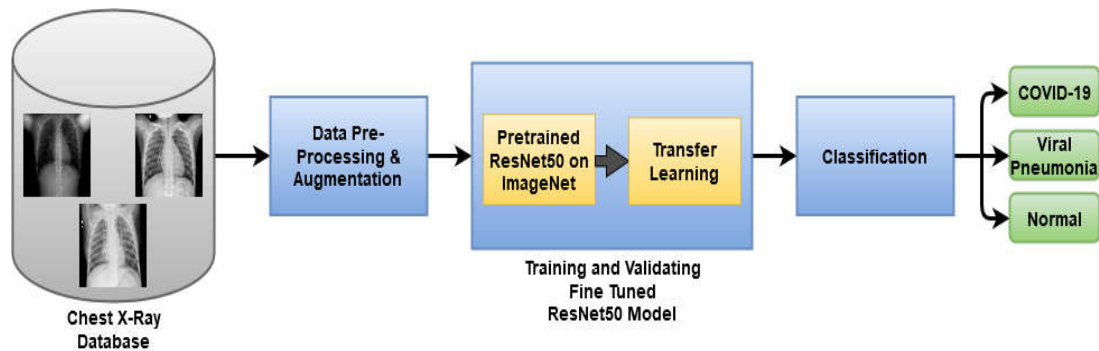 Chest X-Ray
Database
Data Pre-
Processing &
Augmentation
Pretrained
ResNet50 on
ImageNet
Transfer
Learning
Training and Validating
Fine Tuned
ResNet50 Model
Classification
COVID-19
Viral
Pneumonia
Normal